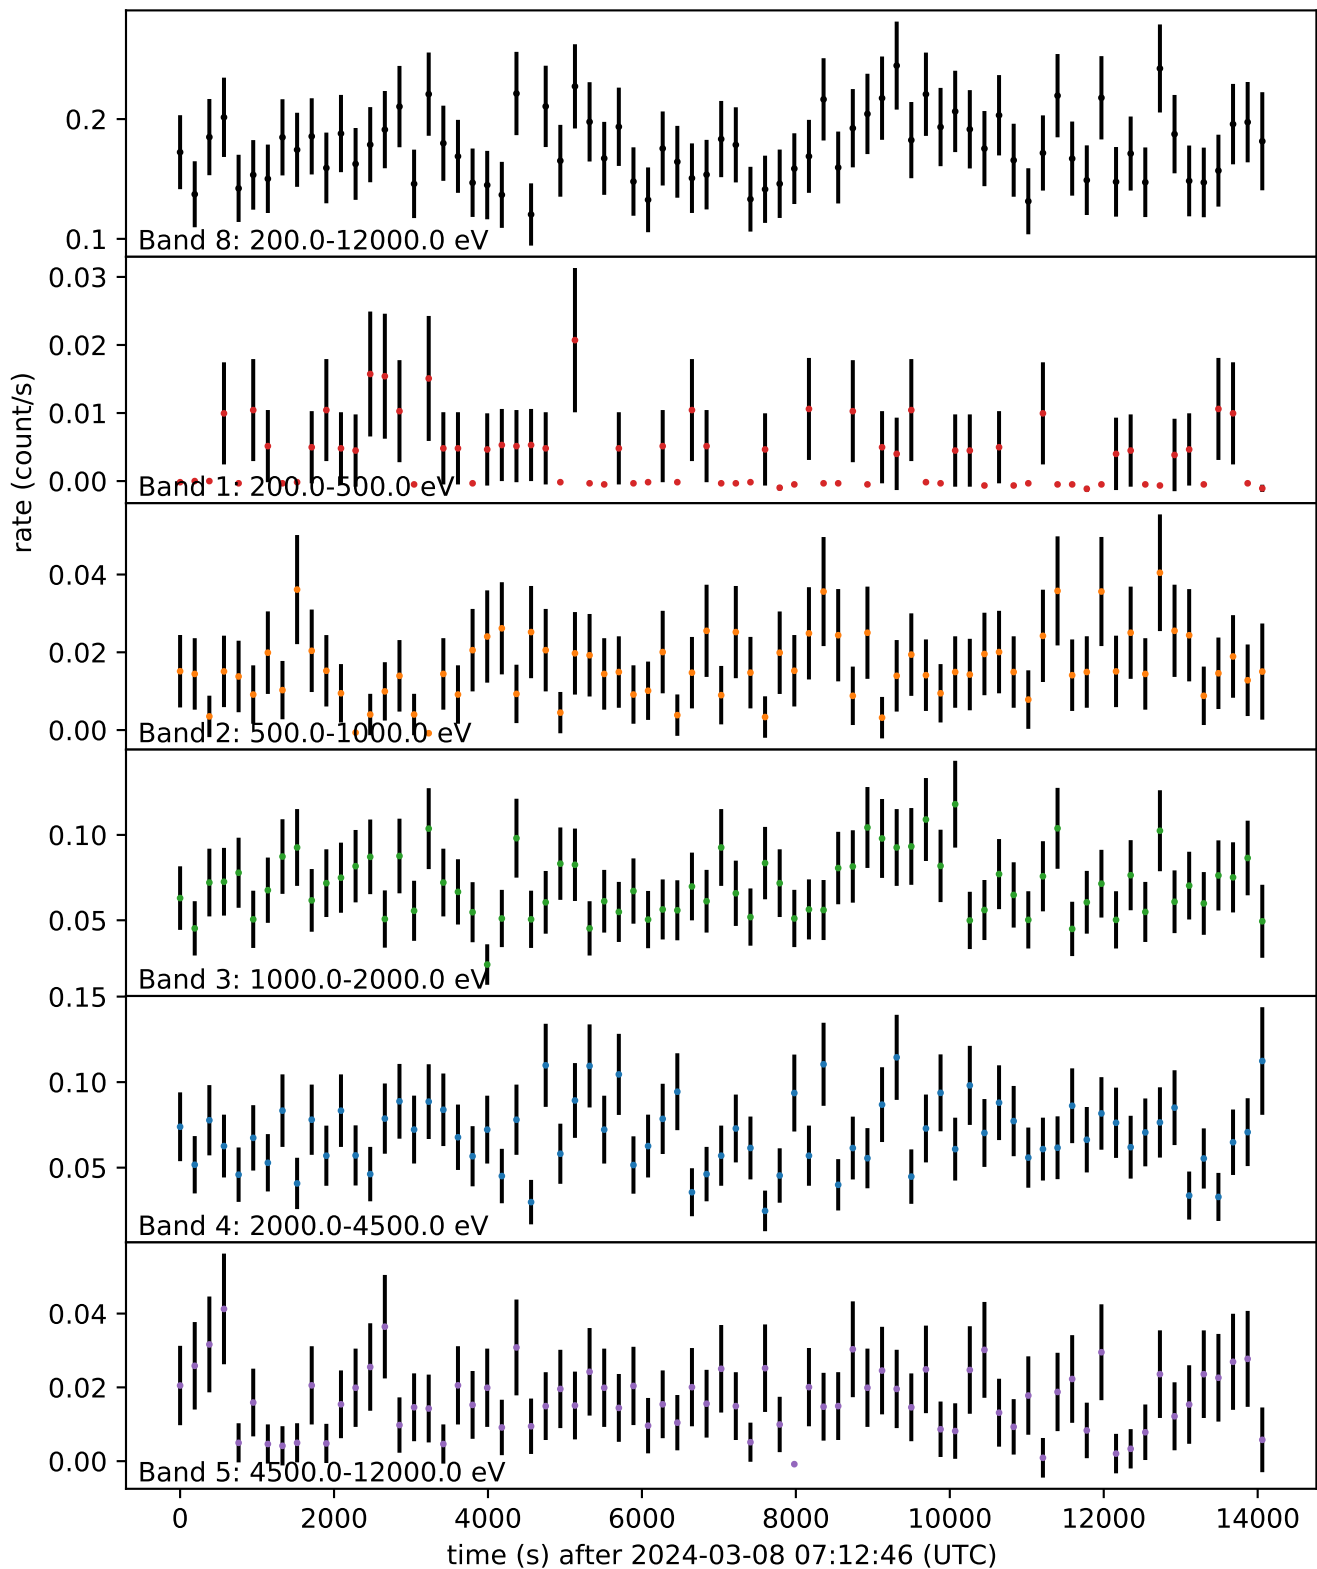 0.2
0.1
Band 8: 200.0-12000.0 eV
0.03
0.02
0.01
0.00
Band 1: 200.0-500.0 eV
rate (count/s)
0.04
0.02
0.00
Band 2: 500.0-1000.0 eV
0.10
0.05
Band 3: 1000.0-2000.0 eV
0.15
0.10
0.05
Band 4: 2000.0-4500.0 eV
0.04
0.02
0.00
Band 5: 4500.0-12000.0 eV
0 2000 4000 6000 8000 10000 12000 14000
time (s) after 2024-03-08 07:12:46 (UTC)